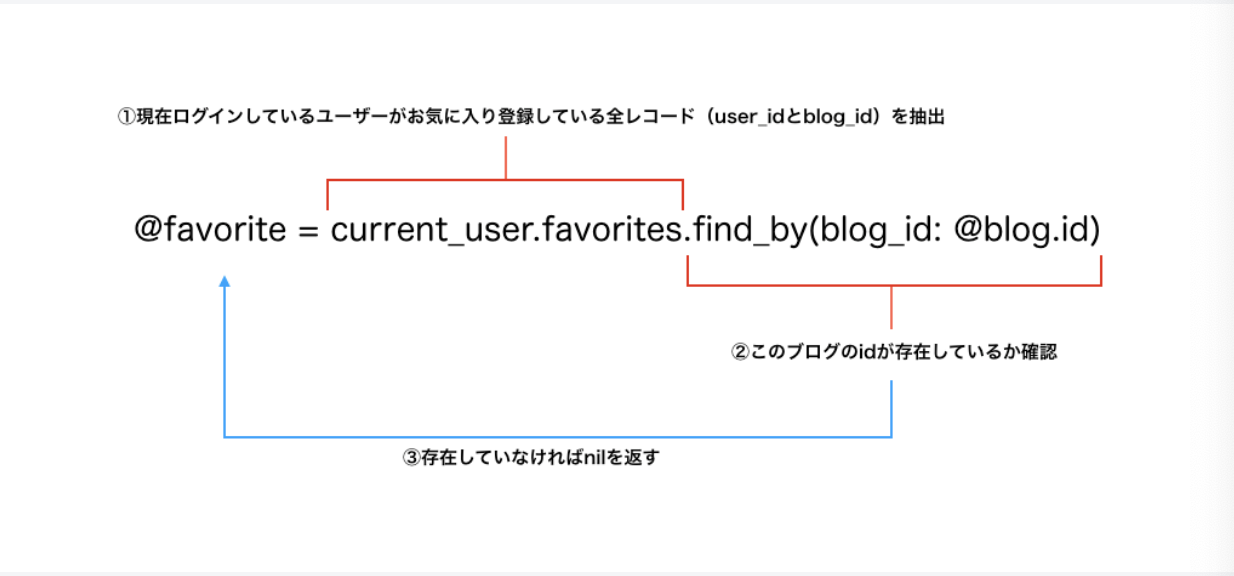 ①現在ログインしているユーザーがお気に入り登録している全レコード（user_idとblog_id）を抽出
@favorite = current_user.favorites.find_by(blog_id: @blog.id)
②このブログのidが存在しているか確認
③存在していなければnilを返す